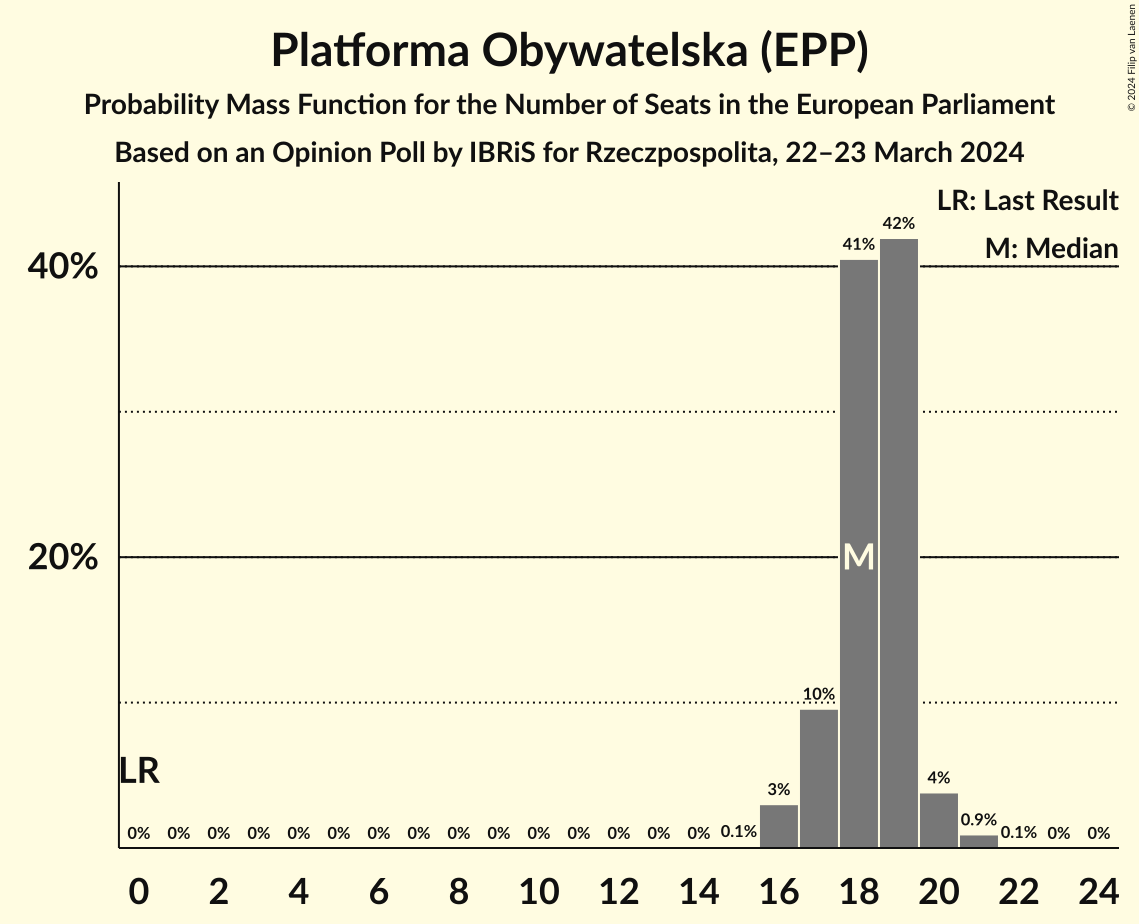 Platforma Obywatelska (EPP)
Probability Mass Function for the Number of Seats in the European Parliament
Based on an Opinion Poll by IBRiS for Rzeczpospolita, 22–23 March 2024
© 2024 Filip van Laenen
LR: Last Result
M: Median
40%
20%
42%
41%
M
10%
LR
3%
4%
0% 0% 0% 0% 0% 0% 0% 0% 0% 0% 0% 0% 0% 0% 0% 0.1% 0.9% 0.1% 0% 0%
0 2 4 6 8 10 12 14 16 18 20 22 24